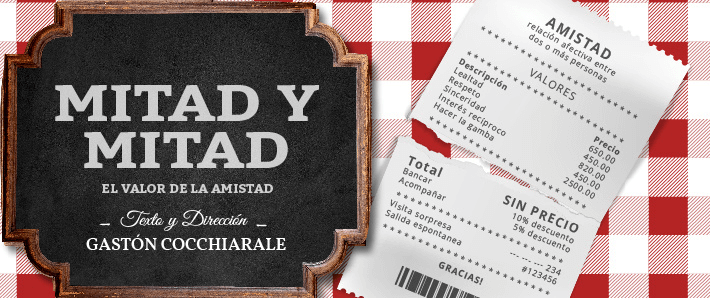 MITAD Y
MITAD
EL VALOR DE LA AMISTAD
Texto y Dirección
GASTÓN COCCHIARALE
AMISTAD
relación afectiva entre
dos o más personas
VALORES
Descripción Precio
Lealtad 650.00
Respeto 450.00
Sinceridad 820.00
Interés recíproco 450.00
Hacer la gamba 2500.00
Total SIN PRECIO
Bancar 10% descuento
Acompañar 5% descuento
Visita sorpresa 234
Salida espontanea #123456
GRACIAS!